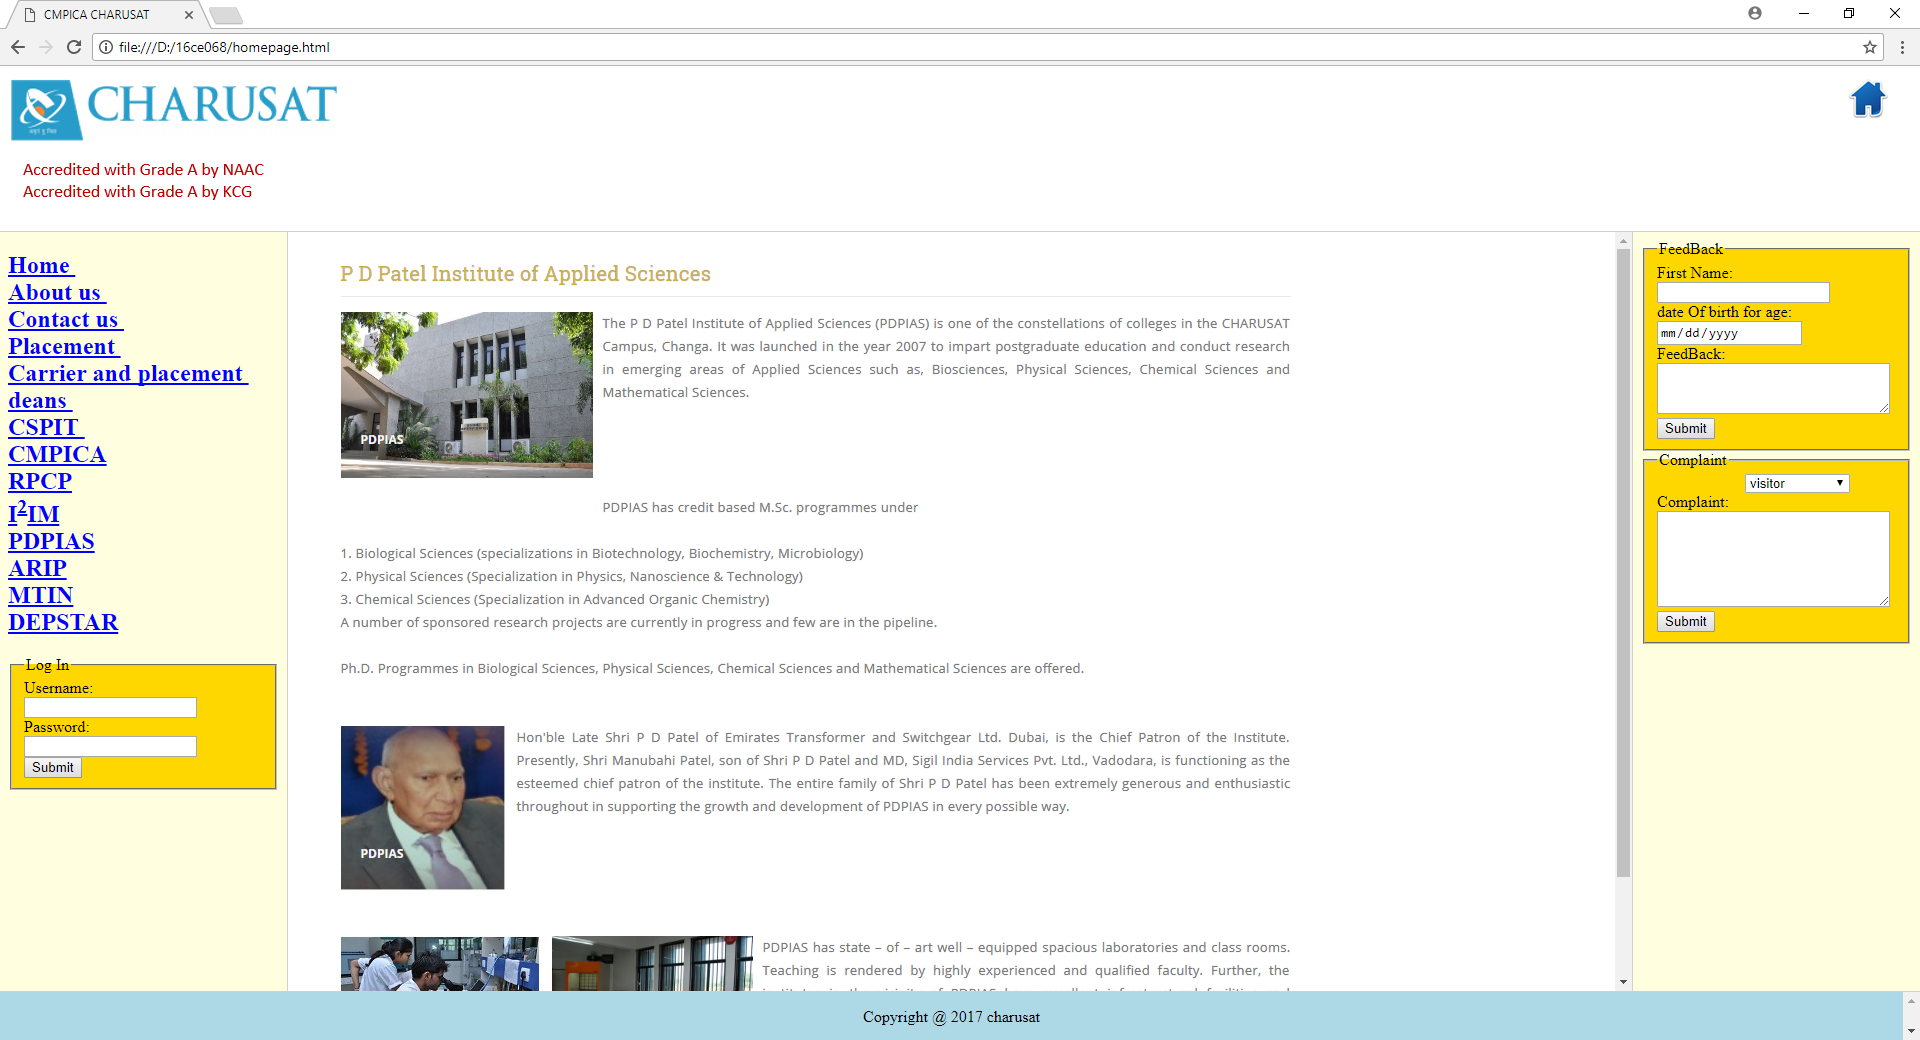 CMPICA CHARUSAT
file:///D:/16ce068/homepage.html
CHARUSAT
Accredited with Grade A by NAAC
Accredited with Grade A by KCG
Home
About us
Contact us
Placement
Carrier and placement
deans
CSPIT
CMPICA
RPCP
I²IM
PDPIAS
ARIP
MTIN
DEPSTAR
Log In
Username:
Password:
Submit
P D Patel Institute of Applied Sciences
PDPIAS
The P D Patel Institute of Applied Sciences (PDPIAS) is one of the constellations of colleges in the CHARUSAT
Campus, Changa. It was launched in the year 2007 to impart postgraduate education and conduct research
in emerging areas of Applied Sciences such as, Biosciences, Physical Sciences, Chemical Sciences and
Mathematical Sciences.
PDPIAS has credit based M.Sc. programmes under
1. Biological Sciences (specializations in Biotechnology, Biochemistry, Microbiology)
2. Physical Sciences (Specialization in Physics, Nanoscience & Technology)
3. Chemical Sciences (Specialization in Advanced Organic Chemistry)
A number of sponsored research projects are currently in progress and few are in the pipeline.
Ph.D. Programmes in Biological Sciences, Physical Sciences, Chemical Sciences and Mathematical Sciences are offered.
PDPIAS
Hon'ble Late Shri P D Patel of Emirates Transformer and Switchgear Ltd. Dubai, is the Chief Patron of the Institute.
Presently, Shri Manubahi Patel, son of Shri P D Patel and MD, Sigil India Services Pvt. Ltd., Vadodara, is functioning as the
esteemed chief patron of the institute. The entire family of Shri P D Patel has been extremely generous and enthusiastic
throughout in supporting the growth and development of PDPIAS in every possible way.
PDPIAS has state – of – art well – equipped spacious laboratories and class rooms.
Teaching is rendered by highly experienced and qualified faculty. Further, the
FeedBack
First Name:
date Of birth for age:
mm/dd/yyyy
FeedBack:
Submit
Complaint
visitor
Complaint:
Submit
Copyright @ 2017 charusat